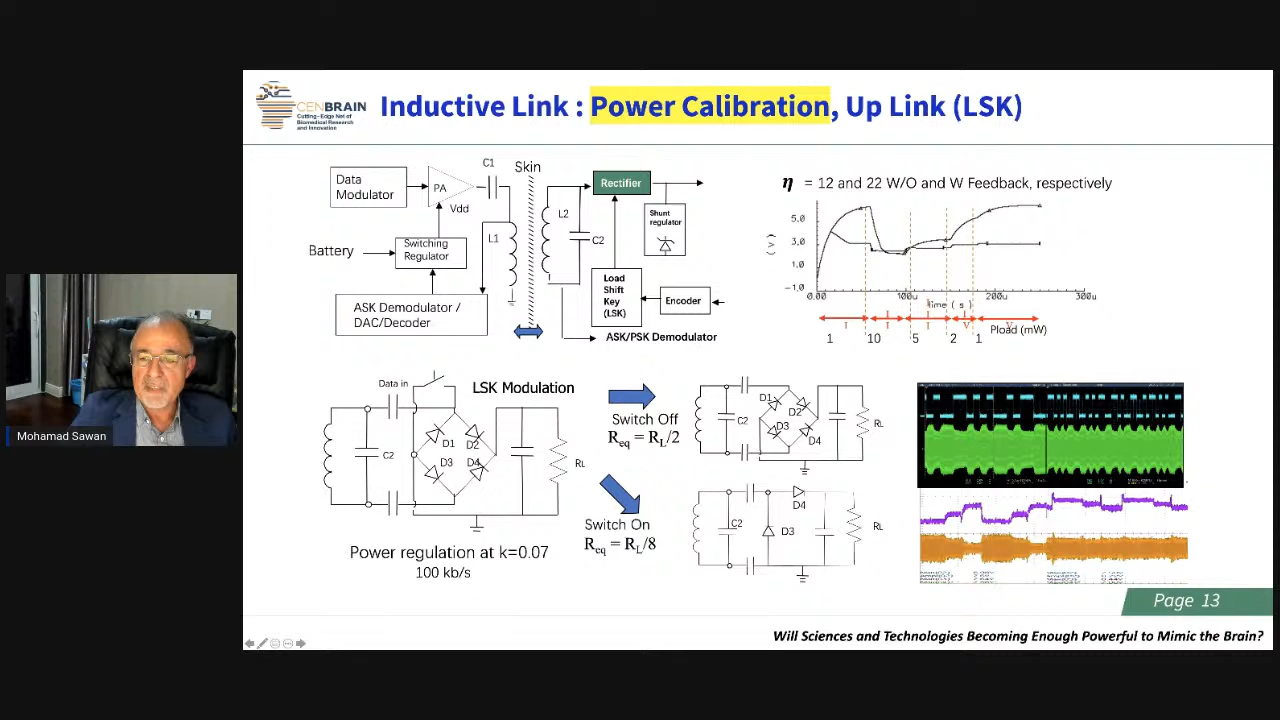 CENBRAIN
Cutting-Edge Net of
Biomedical Research
and Innovation
Inductive Link : Power Calibration, Up Link (LSK)
Data
Modulator
PA
C1
Skin
Vdd
Battery
Switching
Regulator
L1
L2
C2
Rectifier
Shunt
regulator
Load
Shift
Key
(LSK)
Encoder
ASK Demodulator /
DAC/Decoder
ASK/PSK Demodulator
η = 12 and 22 W/O and W Feedback, respectively
(V)
5.0
3.0
1.0
-1.0
0.00
100u
200u
300u
Time (s)
I
I
I
I
V
V
Pload (mW)
1
10
5
2
1
Mohamad Sawan
Data in
LSK Modulation
C2
D1
D2
D3
D4
RL
Power regulation at k=0.07
100 kb/s
Switch Off
Req = RL/2
Switch On
Req = RL/8
C2
D1
D2
D3
D4
RL
C2
D4
D3
RL
Page 13
Will Sciences and Technologies Becoming Enough Powerful to Mimic the Brain?